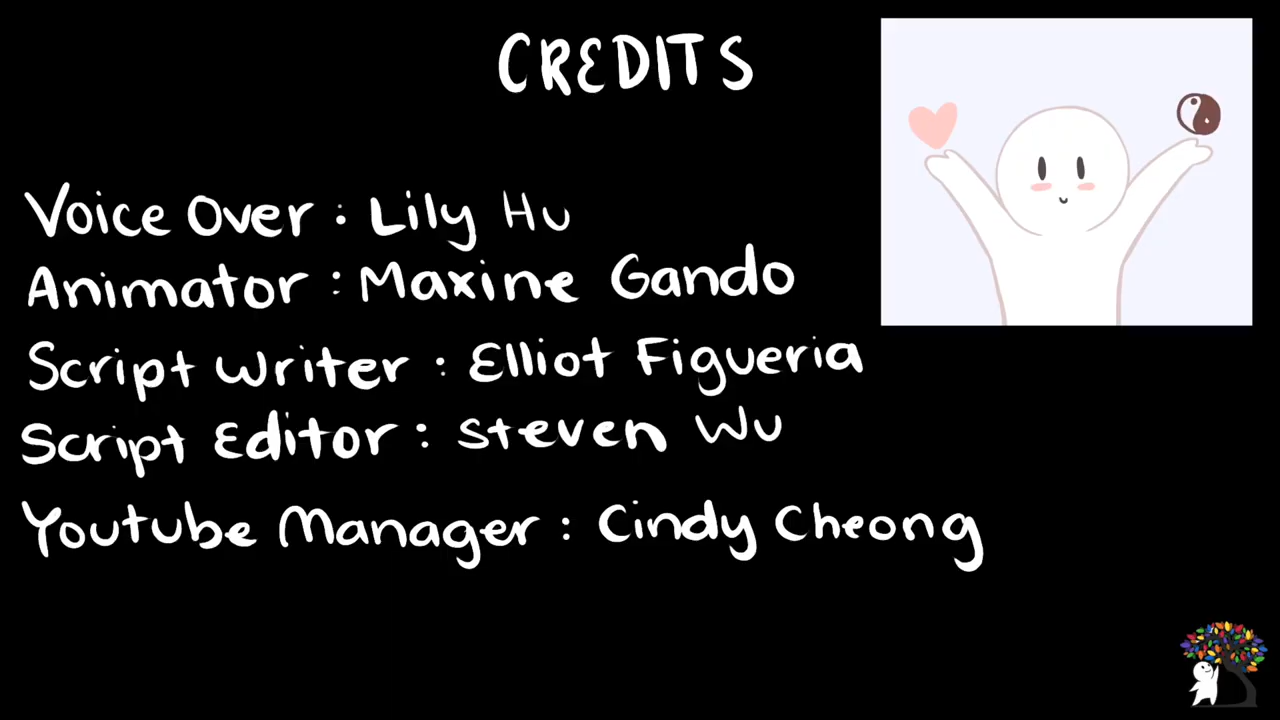 CREDITS
Voice Over : Lily Hu
Animator : Maxine Gando
Script Writer : Elliot Figueria
Script Editor : Steven Wu
Youtube Manager : Cindy Cheong